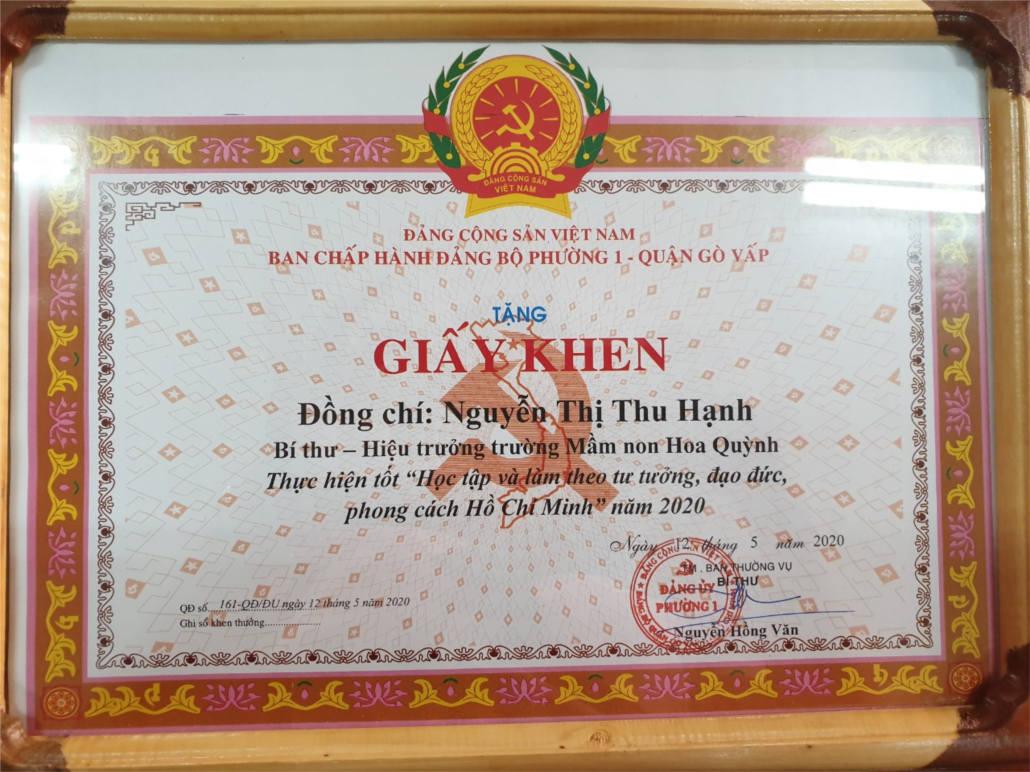 ĐẢNG CỘNG SẢN
VIỆT NAM
ĐẢNG CỘNG SẢN VIỆT NAM
BAN CHẤP HÀNH ĐẢNG BỘ PHƯỜNG 1 - QUẬN GÒ VẤP
TẶNG
GIẤY KHEN
Đồng chí: Nguyễn Thị Thu Hạnh
Bí thư – Hiệu trưởng trường Mầm non Hoa Quỳnh
Thực hiện tốt “Học tập và làm theo tư tưởng, đạo đức,
phong cách Hồ Chí Minh” năm 2020
Ngày 12 tháng 5 năm 2020
TM . BAN THƯỜNG VỤ
BÍ THƯ
ĐẢNG ỦY
PHƯỜNG 1
Nguyễn Hồng Văn
QĐ số....161-QĐ/ĐU ngày 12 tháng 5 năm 2020
Ghi sổ khen thưởng....................